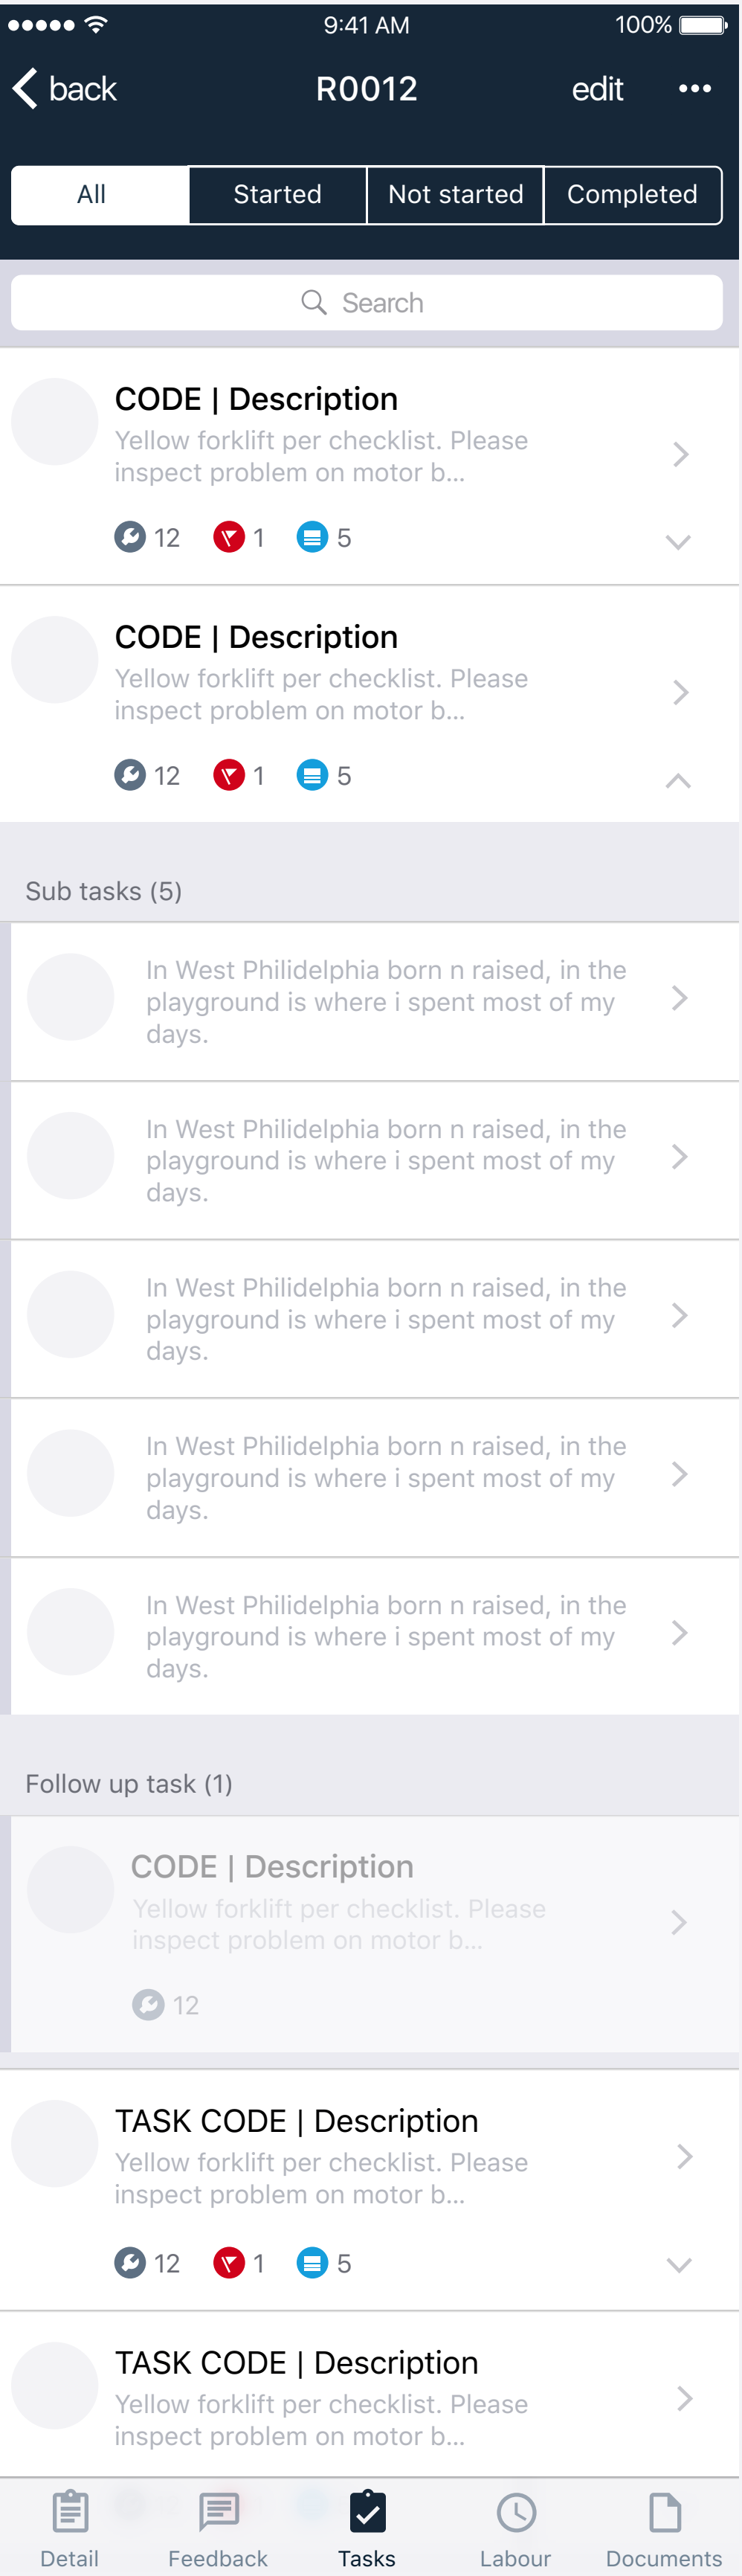 9:41 AM 100%
back R0012 edit
All Started Not started Completed
Search
CODE | Description
Yellow forklift per checklist. Please
inspect problem on motor b...
12 1 5
CODE | Description
Yellow forklift per checklist. Please
inspect problem on motor b...
12 1 5
Sub tasks (5)
In West Philidelphia born n raised, in the
playground is where i spent most of my
days.
In West Philidelphia born n raised, in the
playground is where i spent most of my
days.
In West Philidelphia born n raised, in the
playground is where i spent most of my
days.
In West Philidelphia born n raised, in the
playground is where i spent most of my
days.
In West Philidelphia born n raised, in the
playground is where i spent most of my
days.
Follow up task (1)
CODE | Description
Yellow forklift per checklist. Please
inspect problem on motor b...
12
TASK CODE | Description
Yellow forklift per checklist. Please
inspect problem on motor b...
12 1 5
TASK CODE | Description
Yellow forklift per checklist. Please
inspect problem on motor b...
Detail Feedback Tasks Labour Documents